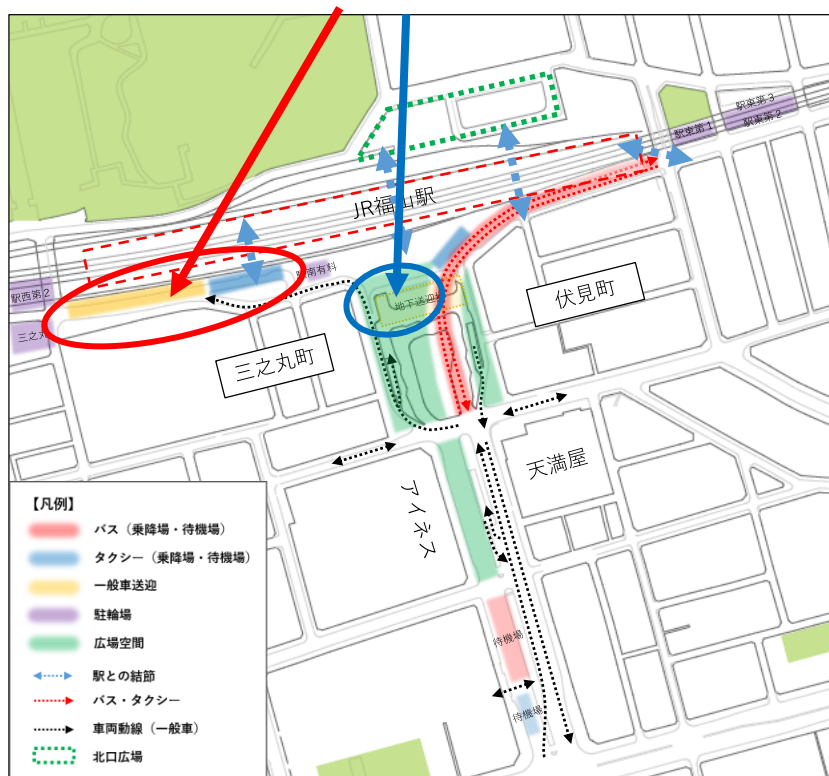 駅東第3
駅東第2
駅東第1
JR福山駅
駅西第2
南有料
地下送迎
伏見町
三之丸
三之丸町
天満屋
アイネス
待機場
待機場
【凡例】
バス（乗降場・待機場）
タクシー（乗降場・待機場）
一般車送迎
駐輪場
広場空間
駅との結節
バス・タクシー
車両動線（一般車）
北口広場